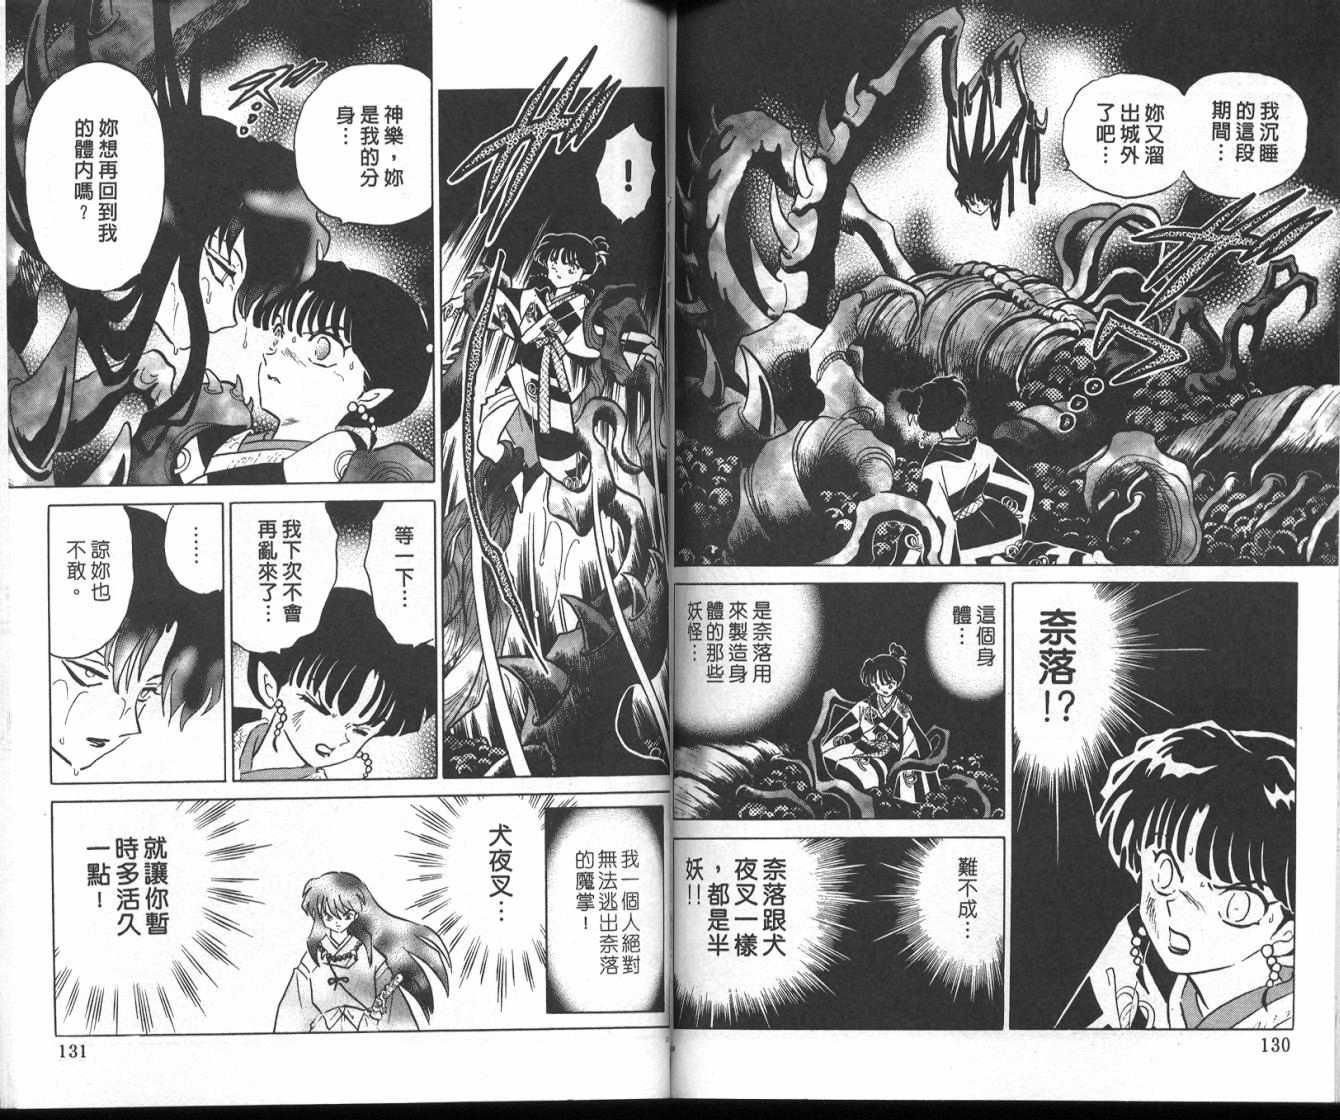 我沉睡
的這段
期間…
妳又溜
出城外
了吧…
奈落!?
這個身
體…
是奈落用
來製造身
體的那些
妖怪…
難不成…
奈落跟犬
夜叉一樣
，都是半
妖!!
130
！
神樂，妳
是我的分
身…
妳想再回到我
的體內嗎？
等一下…
我下次不會
再亂來了…
……
諒妳也
不敢。
我一個人絕對
無法逃出奈落
的魔掌！
犬夜叉…
就讓你暫
時多活久
一點！
131